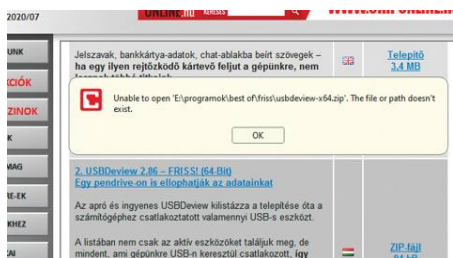 2020/07
ONLINE.HU
KERESÉS
UNK
Jelszavak, bankkártya-adatok, chat-ablakba beírt szövegek –
ha egy ilyen rejtőzködő kártevő feljut a gépünkre, nem
Telepítő
3,4 MB
KCIÓK
ZINOK
Unable to open 'E:\programok\best of\friss\usbdeview-x64.zip'. The file or path doesn't
exist.
K
OK
MAG
2. USBDeview 2.86 – FRISS! (64-Bit)
Egy pendrive-on is ellophatják az adatainkat
RE-EK
KHEZ
Az apró és ingyenes USBDeview kilistázza a telepítése óta a
számítógéphez csatlakoztatott valamennyi USB-s eszközt.
KAI
A listában nem csak az aktív eszközöket találjuk meg, de
mindent, ami gépünkre USB-n keresztül csatlakozott, így
ZIP-fájl